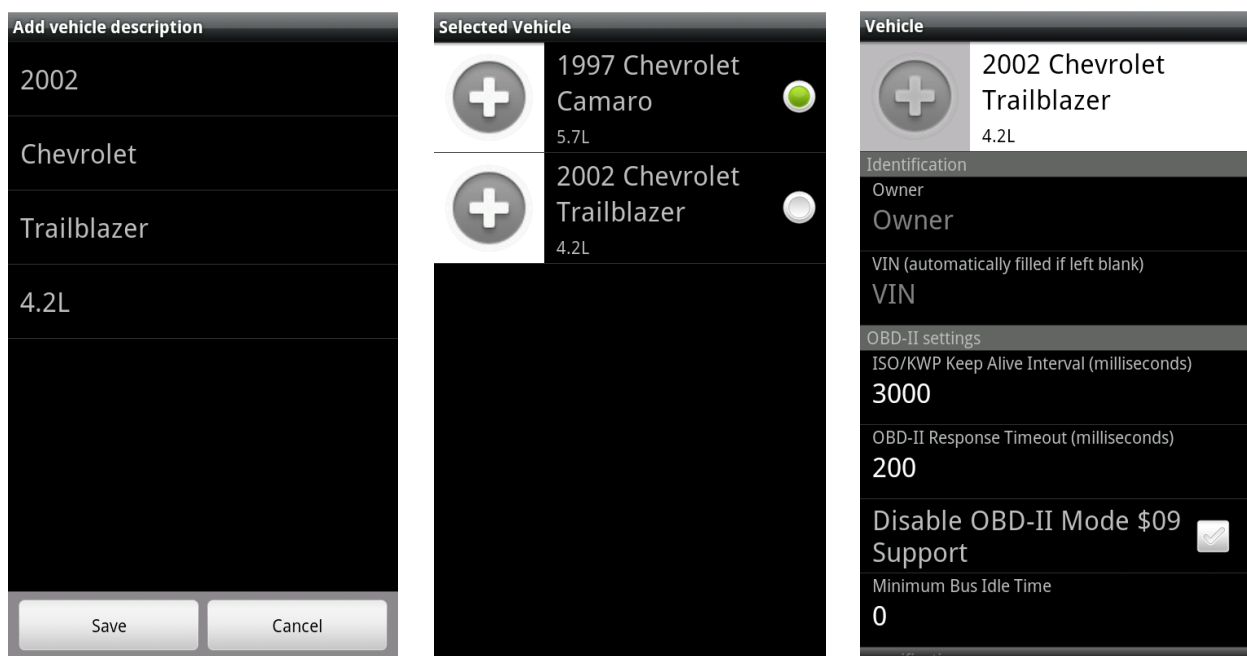 Add vehicle description
2002
Chevrolet
Trailblazer
4.2L
Save
Cancel
Selected Vehicle
1997 Chevrolet
Camaro
5.7L
2002 Chevrolet
Trailblazer
4.2L
Vehicle
2002 Chevrolet
Trailblazer
4.2L
Identification
Owner
Owner
VIN (automatically filled if left blank)
VIN
OBD-II settings
ISO/KWP Keep Alive Interval (milliseconds)
3000
OBD-II Response Timeout (milliseconds)
200
Disable OBD-II Mode $09
Support
Minimum Bus Idle Time
0